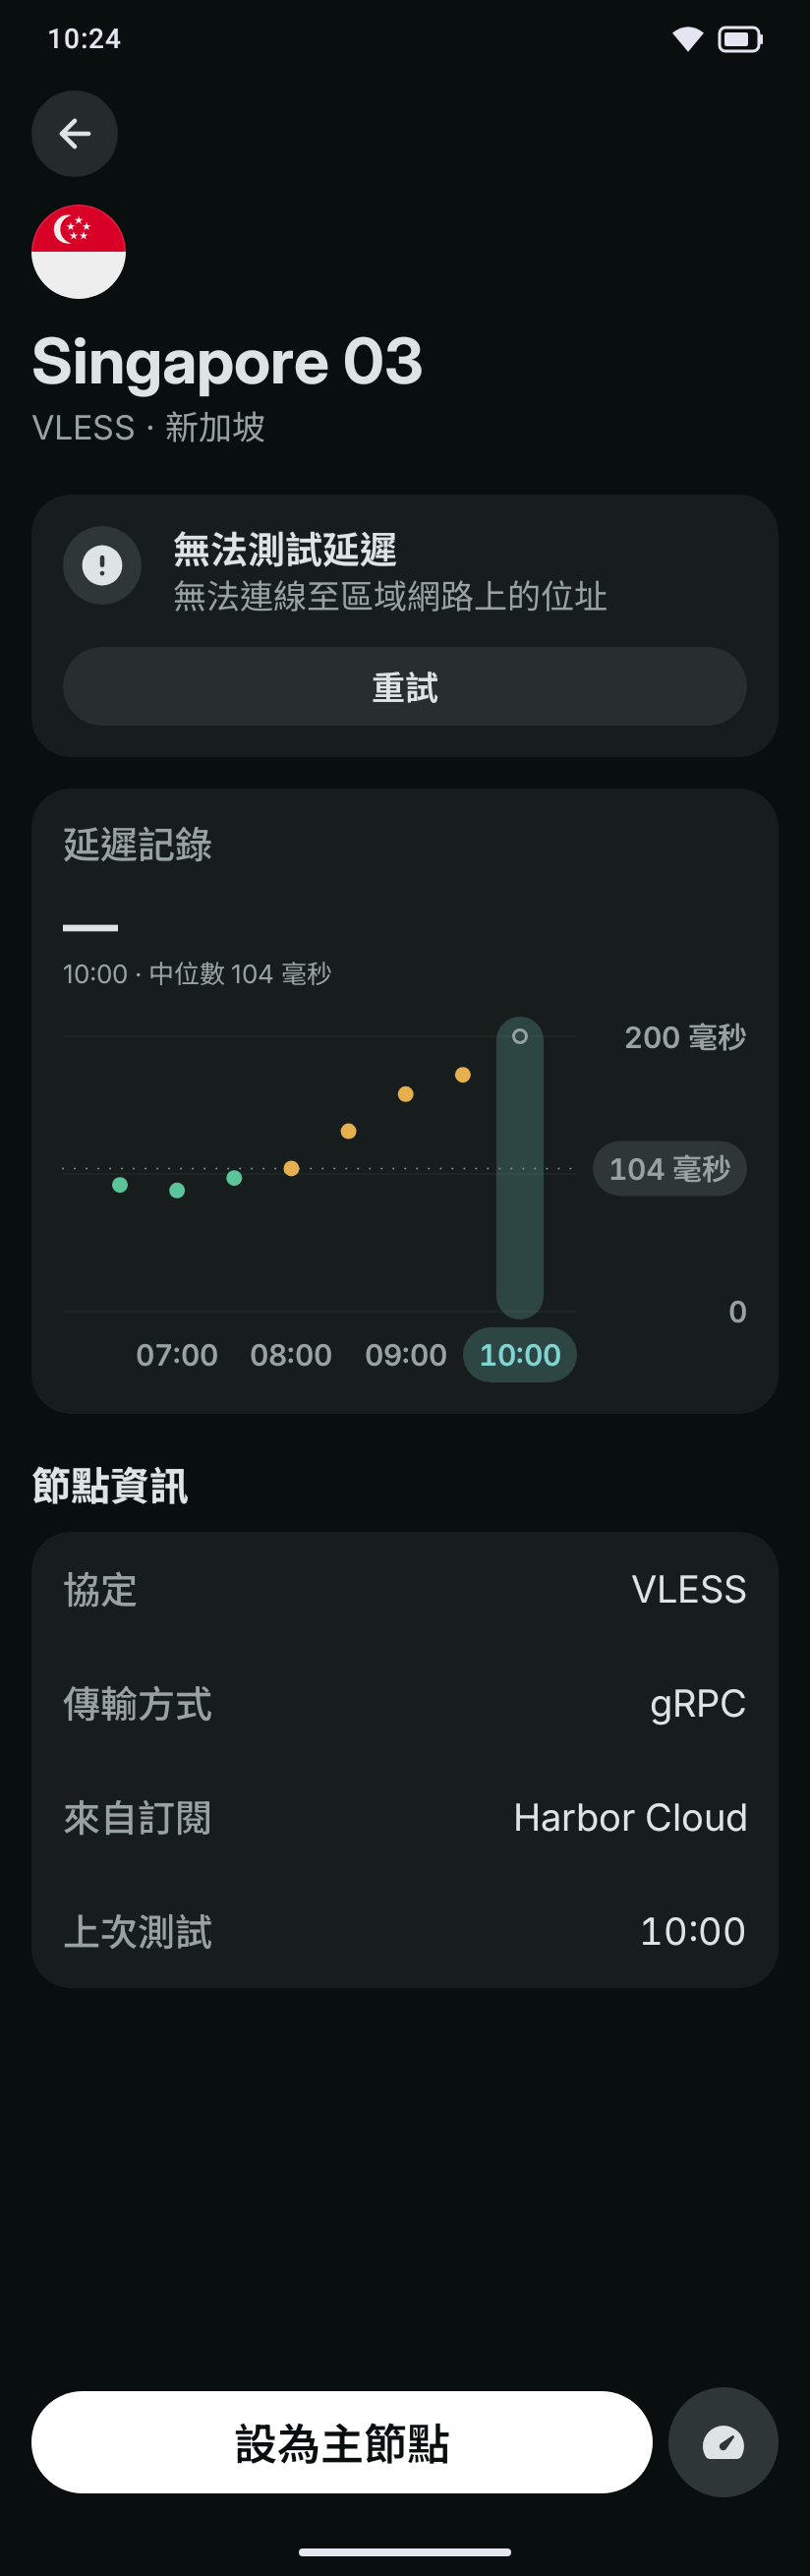 10:24
Singapore 03
VLESS · 新加坡
無法測試延遲
無法連線至區域網路上的位址
重試
延遲記錄
—
10:00 · 中位數 104 毫秒
200 毫秒
104 毫秒
0
07:00 08:00 09:00 10:00
節點資訊
協定 VLESS
傳輸方式 gRPC
來自訂閱 Harbor Cloud
上次測試 10:00
設為主節點